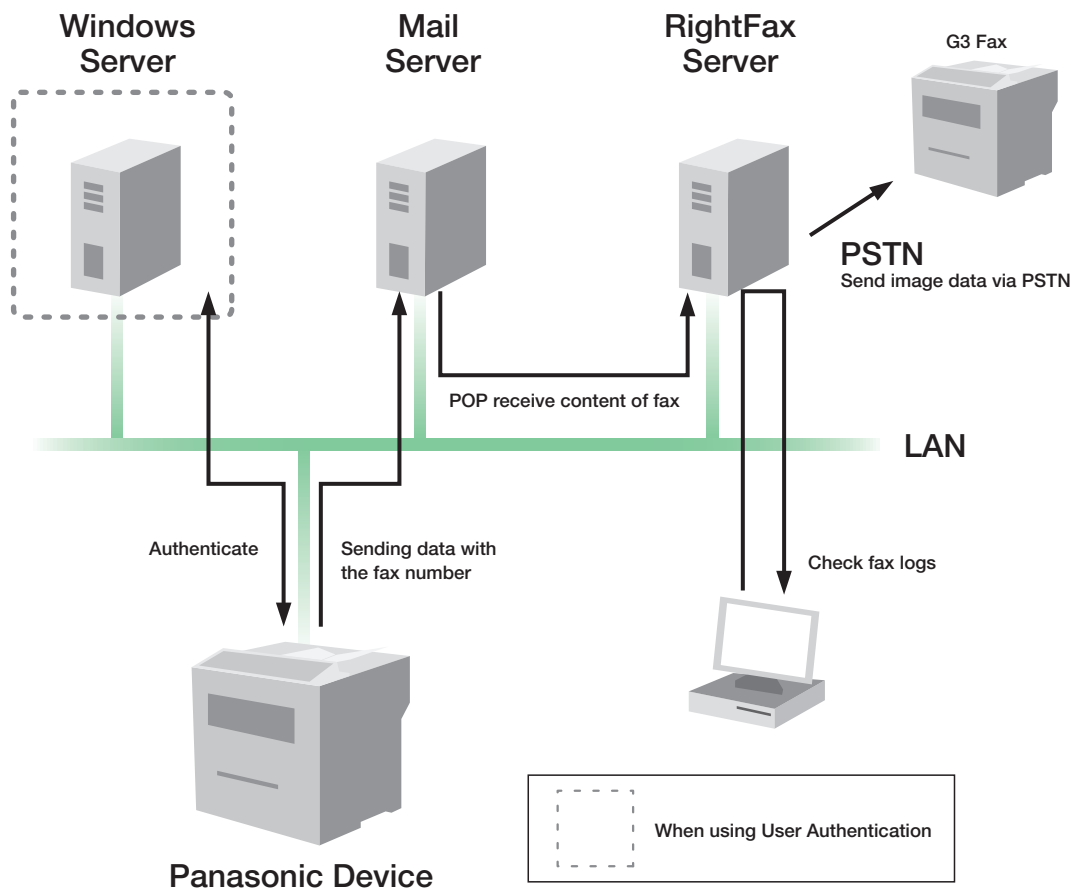 Windows
Server
Mail
Server
RightFax
Server
G3 Fax
PSTN
Send image data via PSTN
POP receive content of fax
LAN
Authenticate
Sending data with
the fax number
Check fax logs
When using User Authentication
Panasonic Device